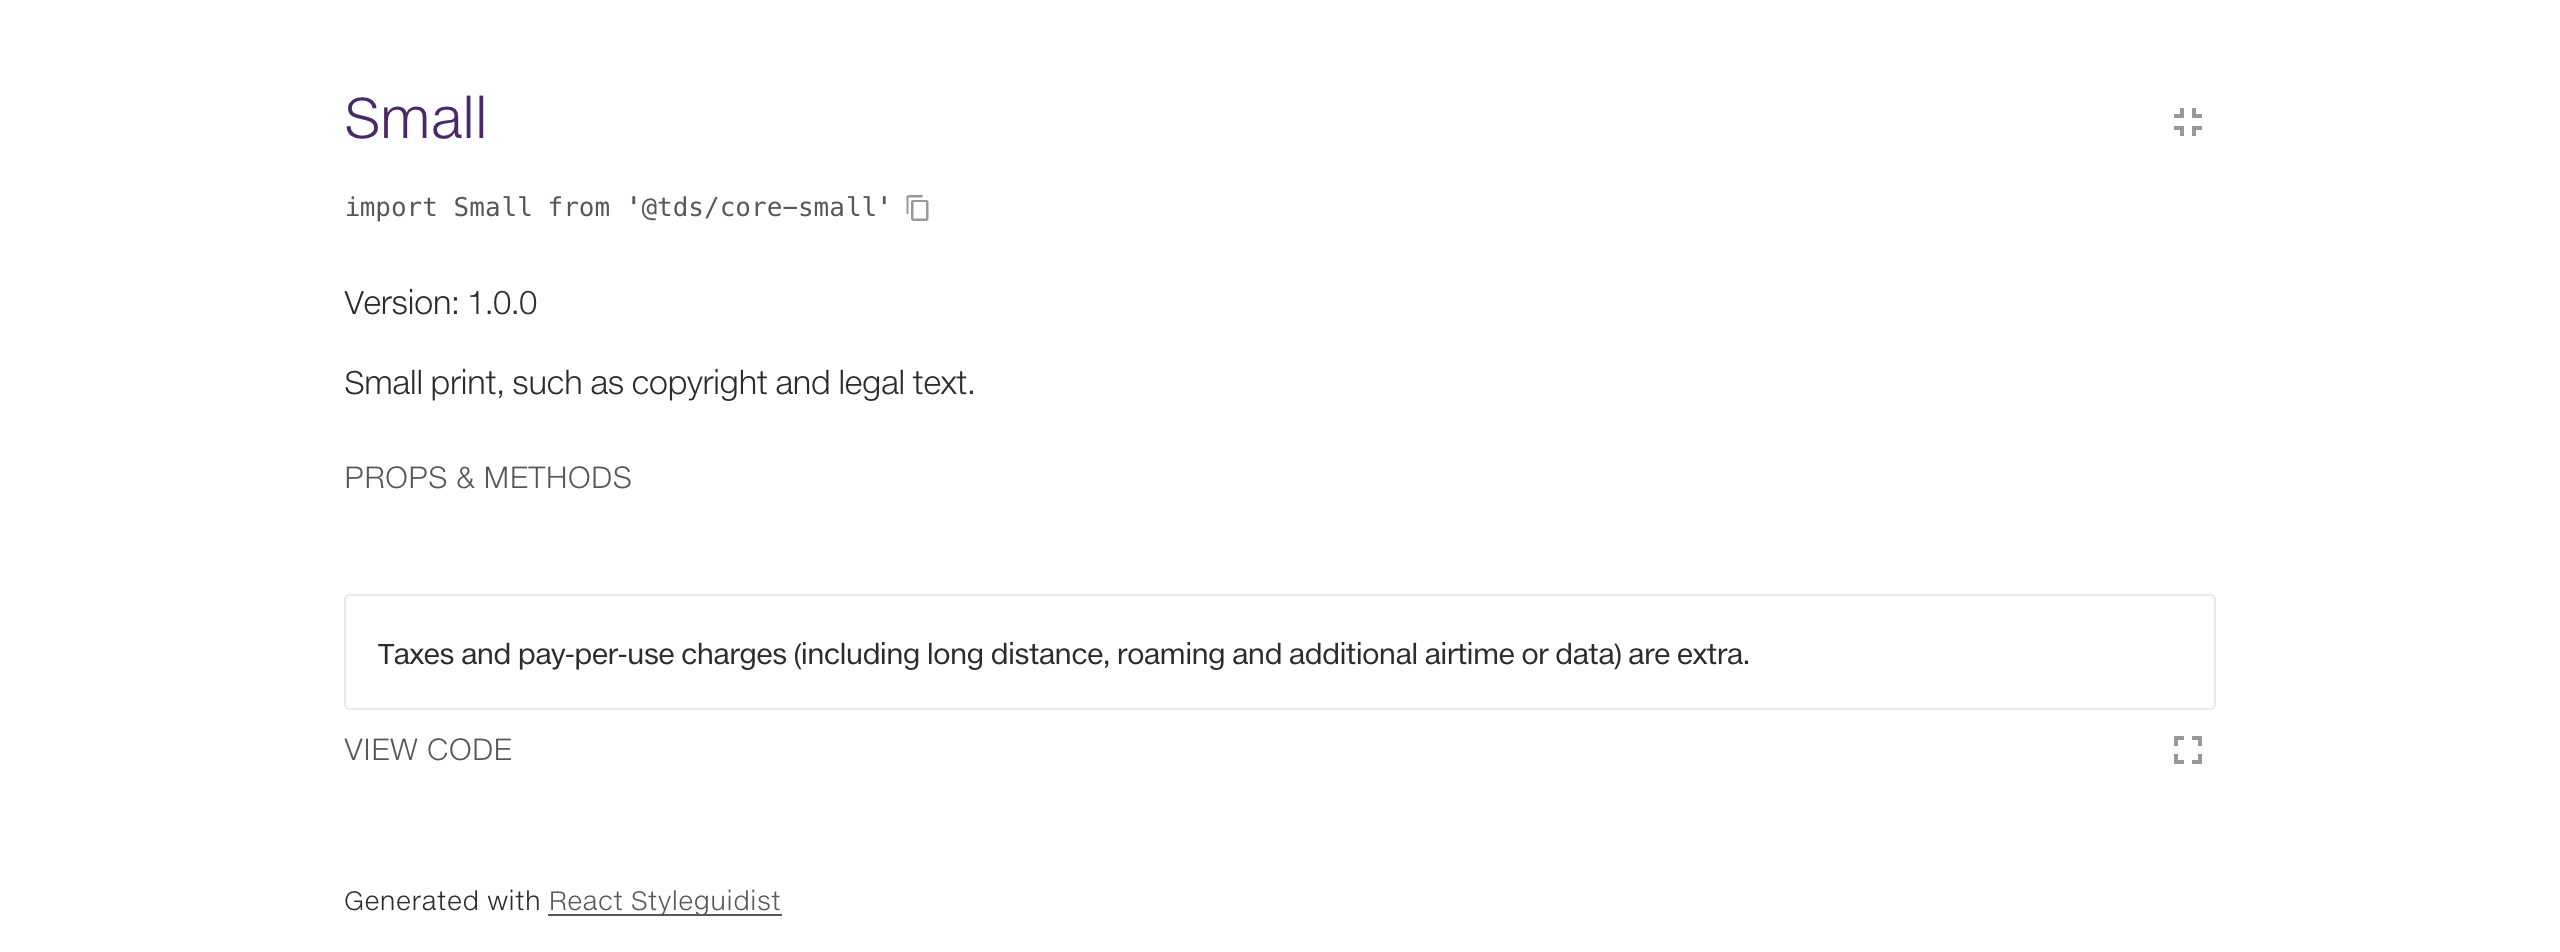 Small
import Small from '@tds/core-small'
Version: 1.0.0
Small print, such as copyright and legal text.
PROPS & METHODS
Taxes and pay-per-use charges (including long distance, roaming and additional airtime or data) are extra.
VIEW CODE
Generated with React Styleguidist